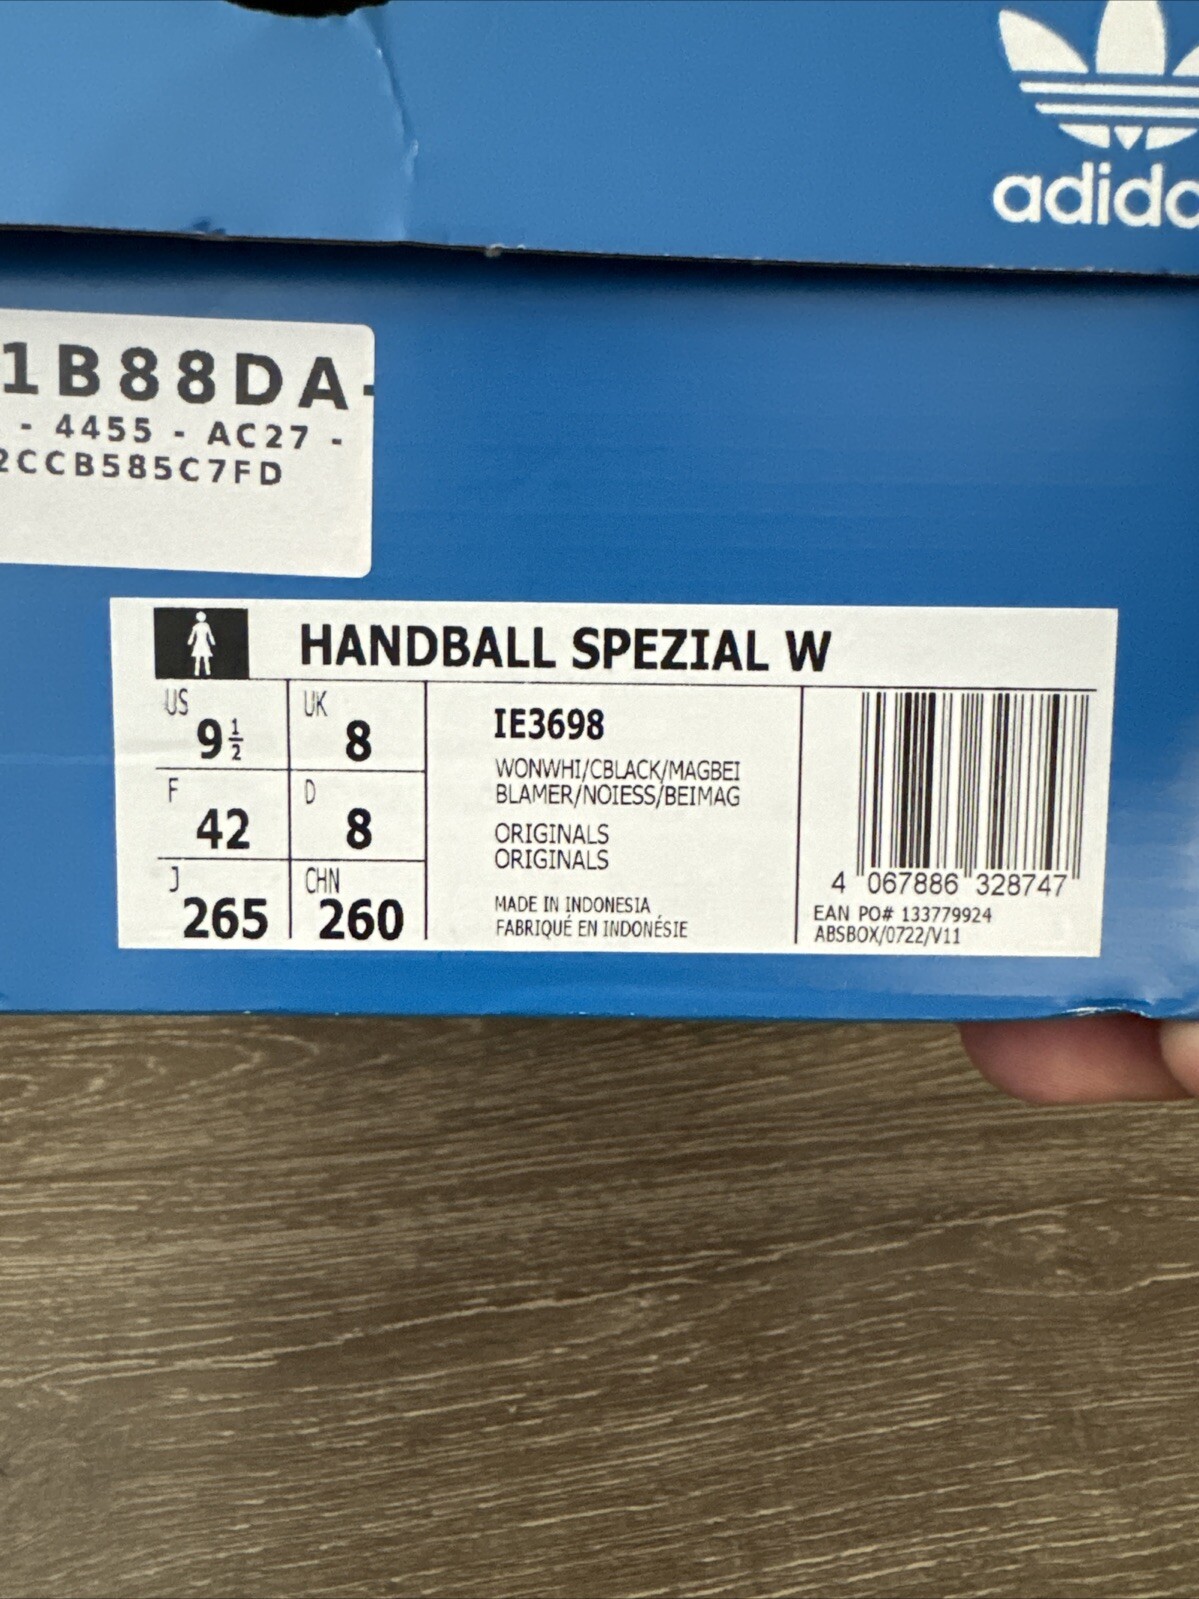 adida
1B88DA-
- 4455 - AC27 -
2CCB585C7FD
HANDBALL SPEZIAL W
US
9½
UK
8
F
42
D
8
J
265
CHN
260
IE3698
WONWHI/CBLACK/MAGBEI
BLAMER/NOIESS/BEIMAG
ORIGINALS
ORIGINALS
MADE IN INDONESIA
FABRIQUÉ EN INDONÉSIE
4 067886 328747
EAN PO# 133779924
ABSBOX/0722/V11